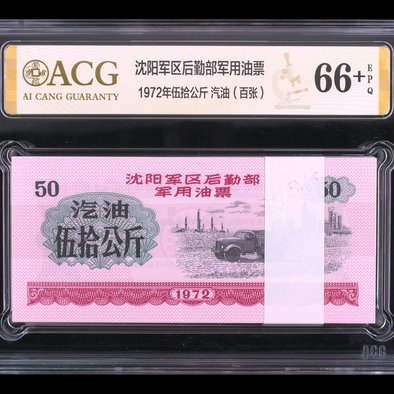 ACG
AI CANG GUARANTY
沈阳军区后勤部军用油票
1972年伍拾公斤 汽油（百张）
66+
EPQ
沈阳军区后勤部
军用油票
50
50
汽油
伍拾公斤
1972
ACG